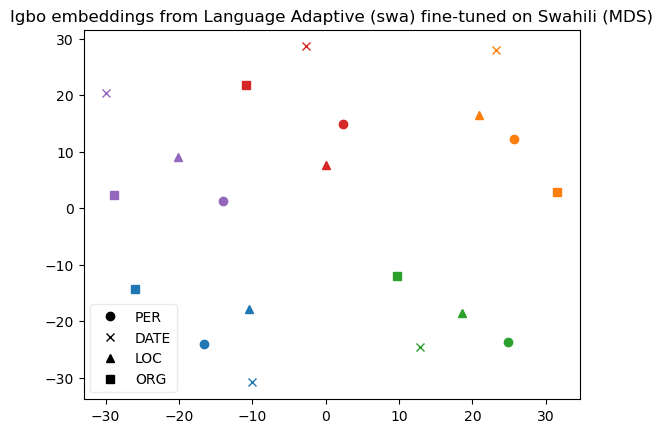 Igbo embeddings from Language Adaptive (swa) fine-tuned on Swahili (MDS)
30
20
10
0
−10
−20
−30
PER
DATE
LOC
ORG
−30 −20 −10 0 10 20 30